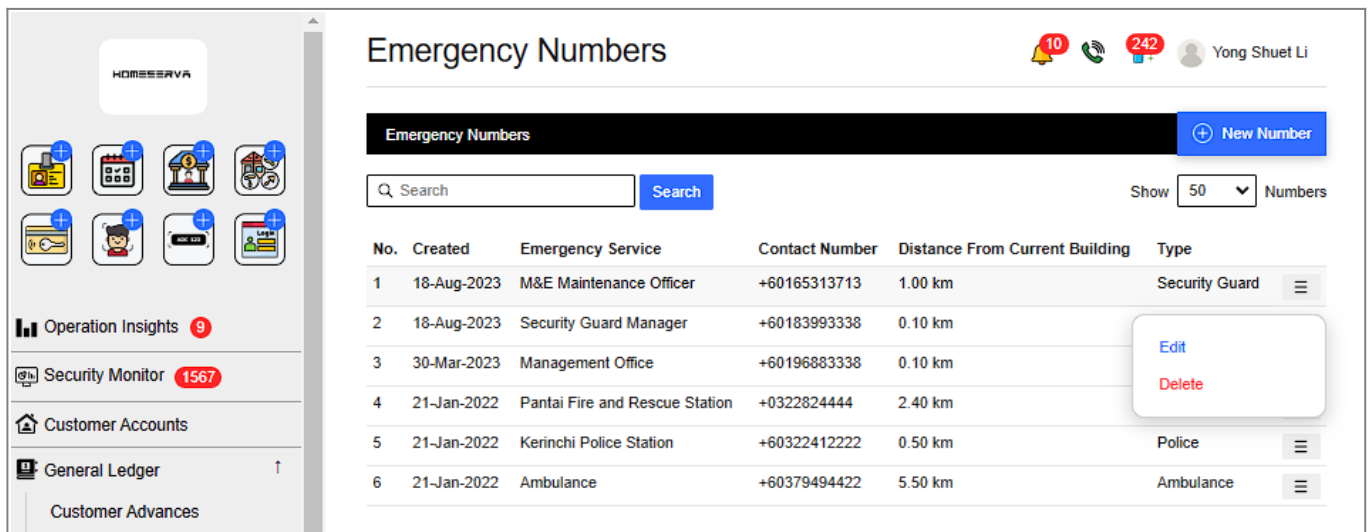 HOMESERVA
Emergency Numbers
10
242
Yong Shuet Li
Emergency Numbers
New Number
Search
Search
Show 50 Numbers
No. Created Emergency Service Contact Number Distance From Current Building Type
1 18-Aug-2023 M&E Maintenance Officer +60165313713 1.00 km Security Guard
2 18-Aug-2023 Security Guard Manager +60183993338 0.10 km
3 30-Mar-2023 Management Office +60196883338 0.10 km
4 21-Jan-2022 Pantai Fire and Rescue Station +0322824444 2.40 km
5 21-Jan-2022 Kerinchi Police Station +60322412222 0.50 km Police
6 21-Jan-2022 Ambulance +60379494422 5.50 km Ambulance
Edit
Delete
Login
Operation Insights 9
Security Monitor 1567
Customer Accounts
General Ledger ↑
Customer Advances